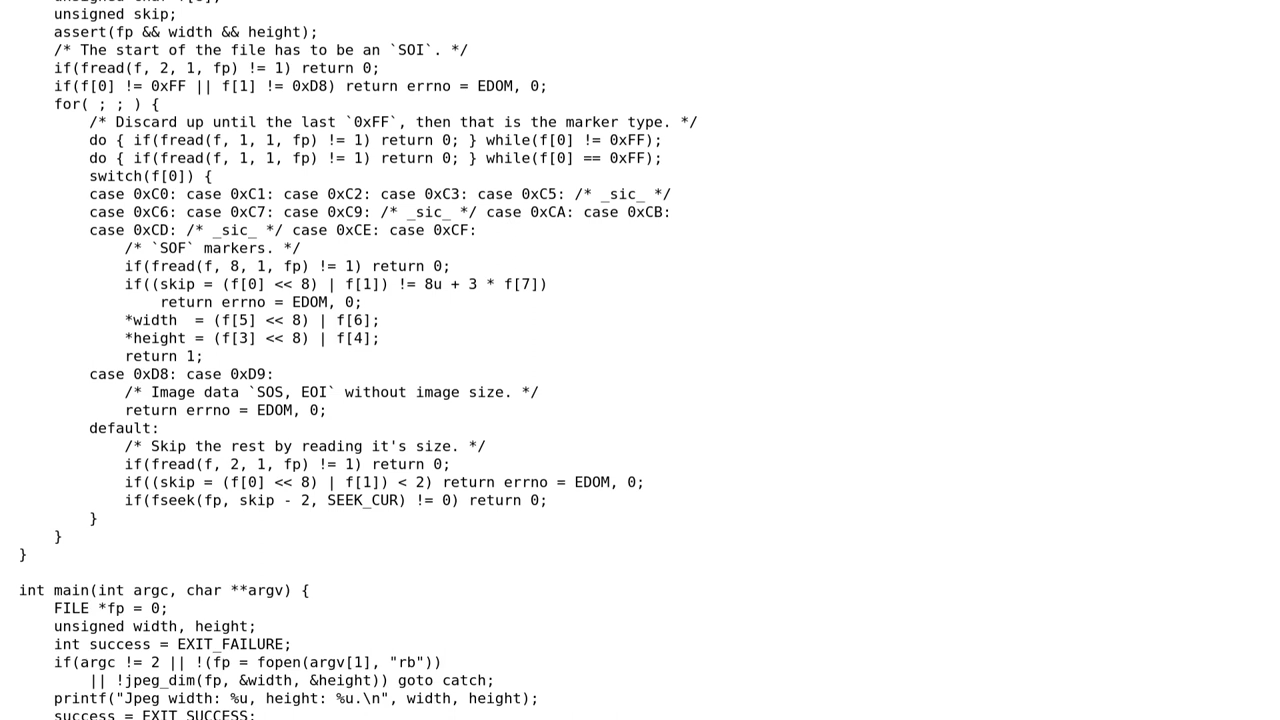 unsigned skip;
assert(fp && width && height);
/* The start of the file has to be an `SOI`. */
if(fread(f, 2, 1, fp) != 1) return 0;
if(f[0] != 0xFF || f[1] != 0xD8) return errno = EDOM, 0;
for( ; ; ) {
/* Discard up until the last `0xFF`, then that is the marker type. */
do { if(fread(f, 1, 1, fp) != 1) return 0; } while(f[0] != 0xFF);
do { if(fread(f, 1, 1, fp) != 1) return 0; } while(f[0] == 0xFF);
switch(f[0]) {
case 0xC0: case 0xC1: case 0xC2: case 0xC3: case 0xC5: /* _sic_ */
case 0xC6: case 0xC7: case 0xC9: /* _sic_ */ case 0xCA: case 0xCB:
case 0xCD: /* _sic_ */ case 0xCE: case 0xCF:
/* `SOF` markers. */
if(fread(f, 8, 1, fp) != 1) return 0;
if((skip = (f[0] << 8) | f[1]) != 8u + 3 * f[7])
return errno = EDOM, 0;
*width  = (f[5] << 8) | f[6];
*height = (f[3] << 8) | f[4];
return 1;
case 0xD8: case 0xD9:
/* Image data `SOS, EOI` without image size. */
return errno = EDOM, 0;
default:
/* Skip the rest by reading it's size. */
if(fread(f, 2, 1, fp) != 1) return 0;
if((skip = (f[0] << 8) | f[1]) < 2) return errno = EDOM, 0;
if(fseek(fp, skip - 2, SEEK_CUR) != 0) return 0;
}
}
}
int main(int argc, char **argv) {
FILE *fp = 0;
unsigned width, height;
int success = EXIT_FAILURE;
if(argc != 2 || !(fp = fopen(argv[1], "rb"))
|| !jpeg_dim(fp, &width, &height)) goto catch;
printf("Jpeg width: %u, height: %u.\n", width, height);
success = EXIT_SUCCESS;